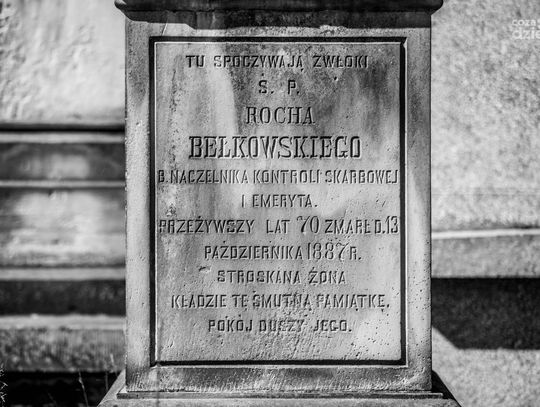 TU SPOCZYWAJĄ ZWŁOKI
Ś. P.
ROCHA
BEŁKOWSKIEGO
B. NACZELNIKA KONTROLI SKARBOWEJ
I EMERYTA.
PRZEŻYWSZY LAT 70 ZMARŁ D. 13
PAŹDZIERNIKA 1887 R.
STROSKANA ŻONA
KŁADZIE TĘ SMUTNĄ PAMIĄTKĘ.
POKÓJ DUSZY JEGO.